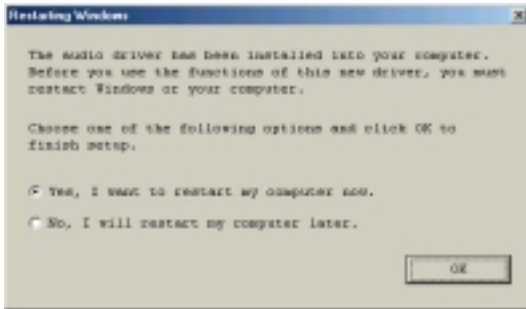 Restarting Windows
The audio driver has been installed into your computer.
Before you use the functions of this new driver, you must
restart Windows or your computer.
Choose one of the following options and click OK to
finish setup.
Yes, I want to restart my computer now.
No, I will restart my computer later.
OK